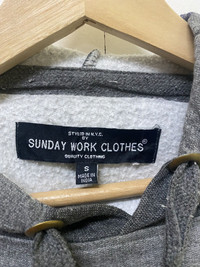 STYLED IN N.Y.C.
BY
SUNDAY WORK CLOTHES®
QUALITY CLOTHING
S
MADE IN
INDIA